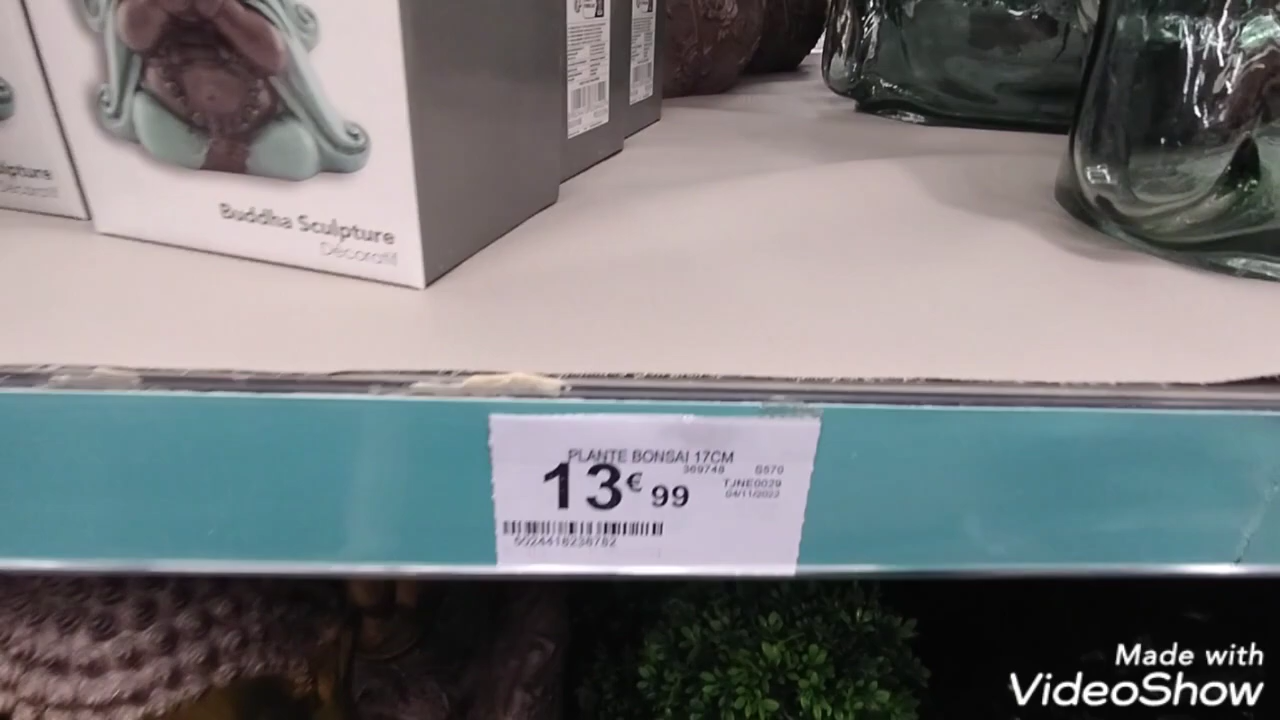 Buddha Sculpture
Décoratif
PLANTE BONSAI 17CM
369748 S570
13€99
TJNE0029
04/11/2022
Made with
VideoShow